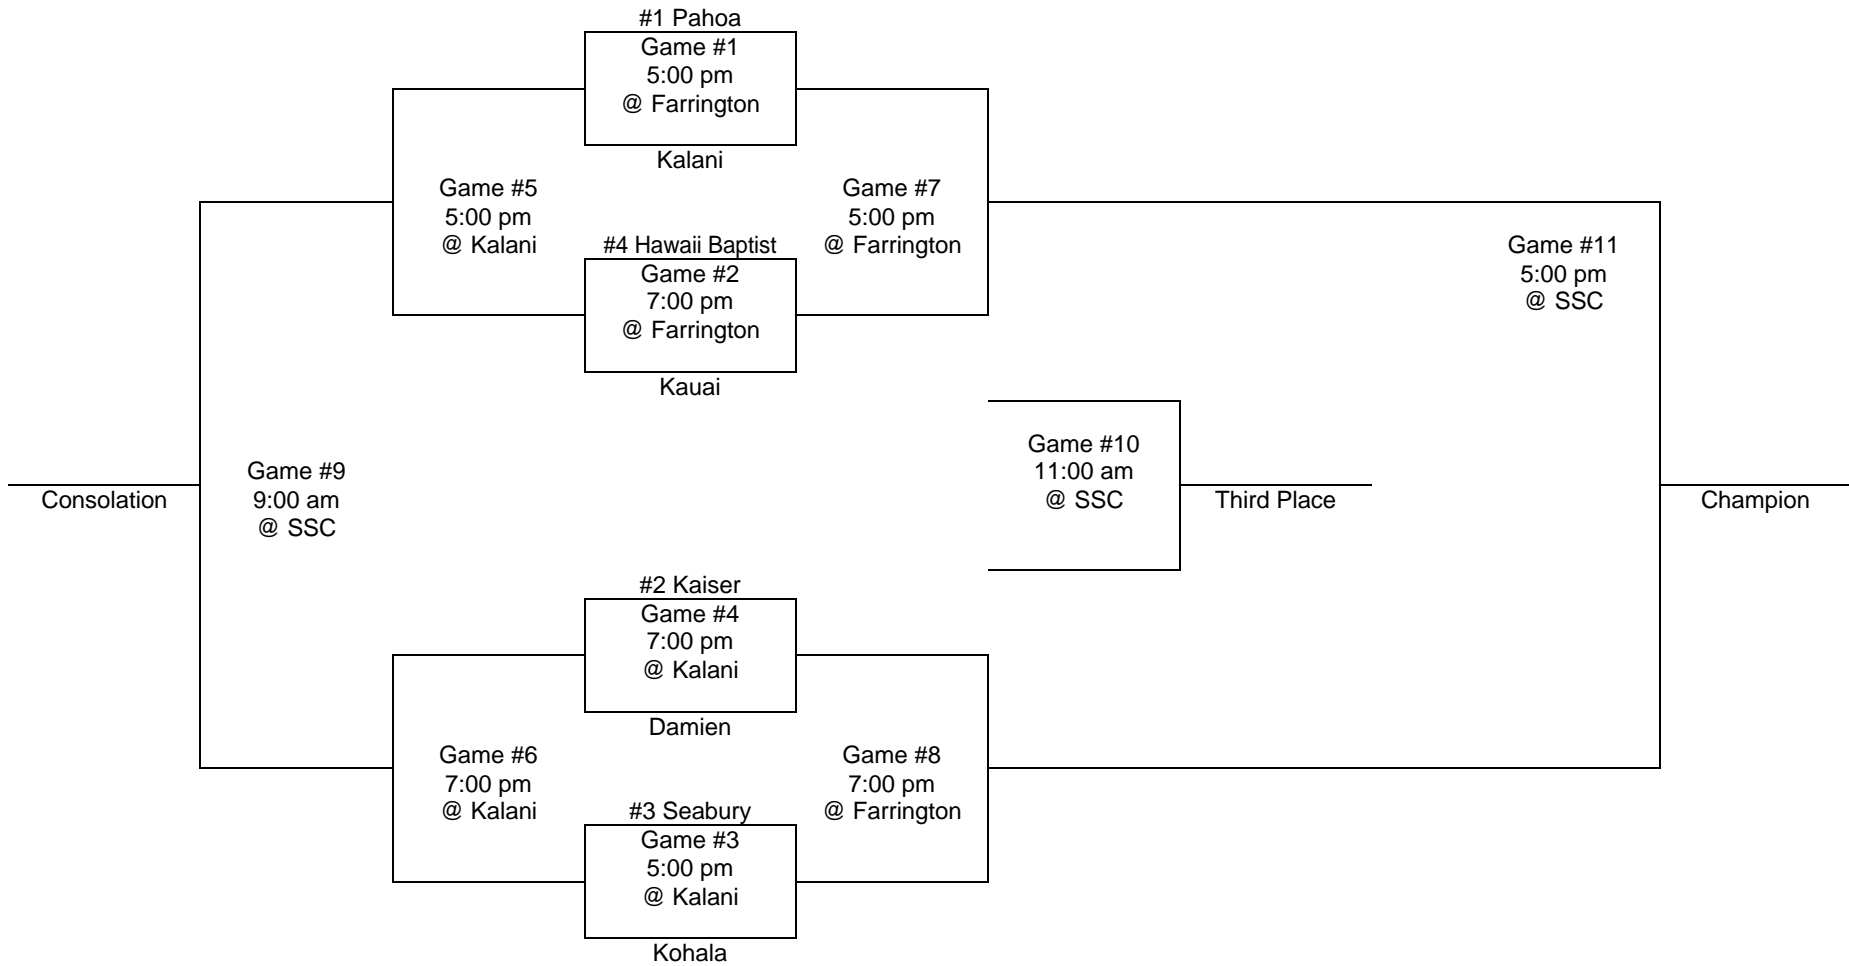 #1 Pahoa
Game #1
5:00 pm
@ Farrington
Kalani
Game #5
5:00 pm
@ Kalani
Game #7
5:00 pm
@ Farrington
#4 Hawaii Baptist
Game #2
7:00 pm
@ Farrington
Kauai
Game #11
5:00 pm
@ SSC
Game #9
9:00 am
@ SSC
Consolation
Game #10
11:00 am
@ SSC
Third Place
Champion
#2 Kaiser
Game #4
7:00 pm
@ Kalani
Damien
Game #6
7:00 pm
@ Kalani
Game #8
7:00 pm
@ Farrington
#3 Seabury
Game #3
5:00 pm
@ Kalani
Kohala